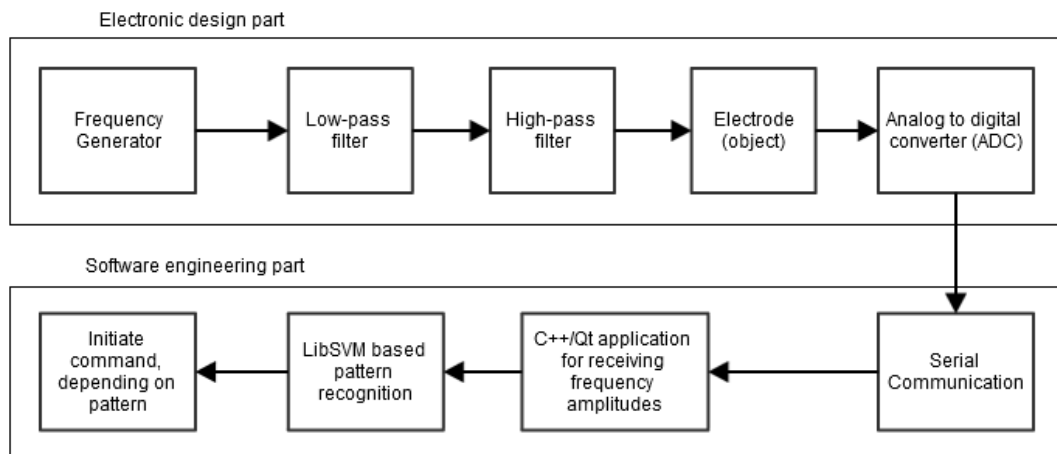 Electronic design part
Frequency
Generator
Low-pass
filter
High-pass
filter
Electrode
(object)
Analog to digital
converter (ADC)
Software engineering part
Initiate
command,
depending on
pattern
LibSVM based
pattern
recognition
C++/Qt application
for receiving
frequency
amplitudes
Serial
Communication